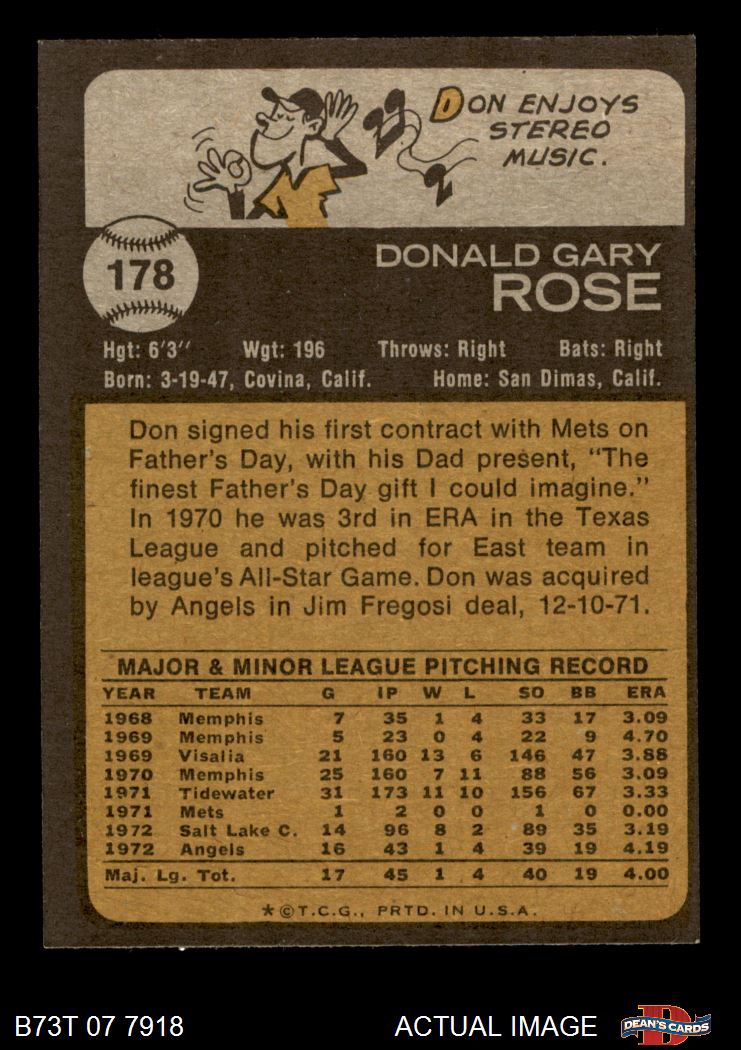 DON ENJOYS
STEREO
MUSIC.
178
DONALD GARY
ROSE
Hgt: 6'3" Wgt: 196 Throws: Right Bats: Right
Born: 3-19-47, Covina, Calif. Home: San Dimas, Calif.
Don signed his first contract with Mets on
Father's Day, with his Dad present, "The
finest Father's Day gift I could imagine."
In 1970 he was 3rd in ERA in the Texas
League and pitched for East team in
league's All-Star Game. Don was acquired
by Angels in Jim Fregosi deal, 12-10-71.
MAJOR & MINOR LEAGUE PITCHING RECORD
YEAR TEAM G IP W L SO BB ERA
1968 Memphis 7 35 1 4 33 17 3.09
1969 Memphis 5 23 0 4 22 9 4.70
1969 Visalia 21 160 13 6 146 47 3.88
1970 Memphis 25 160 7 11 88 56 3.09
1971 Tidewater 31 173 11 10 156 67 3.33
1971 Mets 1 2 0 0 1 0 0.00
1972 Salt Lake C. 14 96 8 2 89 35 3.19
1972 Angels 16 43 1 4 39 19 4.19
Maj. Lg. Tot. 17 45 1 4 40 19 4.00
★ © T.C.G., PRTD. IN U.S.A.
B73T 07 7918 ACTUAL IMAGE D DEAN'S CARDS